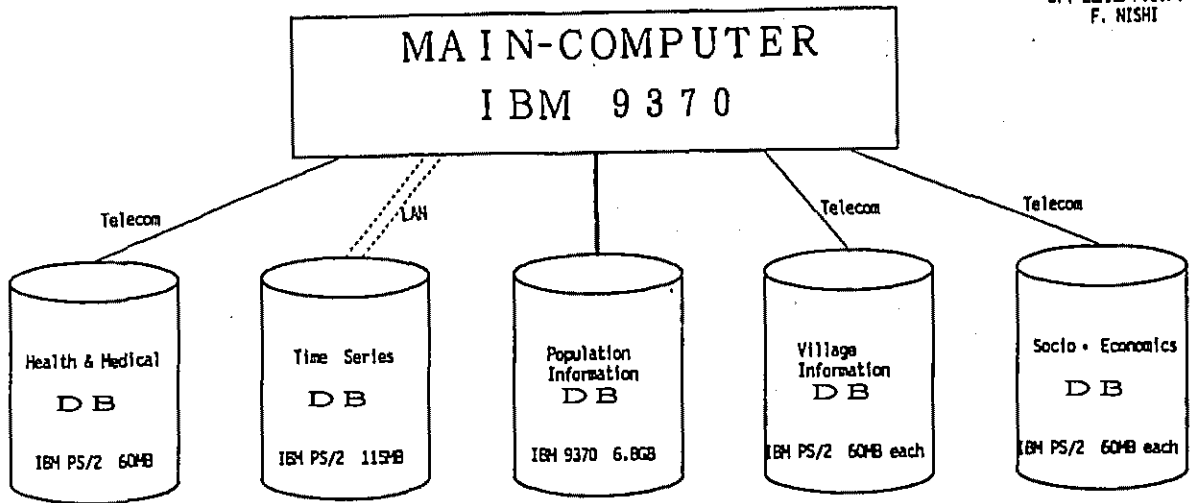 F. NISHI
MAIN-COMPUTER
IBM 9370
Telecom
LAN
Telecom
Telecom
Health & Medical
DB
IBM PS/2 60MB
Time Series
DB
IBM PS/2 115MB
Population
Information
DB
IBM 9370 6.8GB
Village
Information
DB
IBM PS/2 60MB each
Socio・Economics
DB
IBM PS/2 60MB each